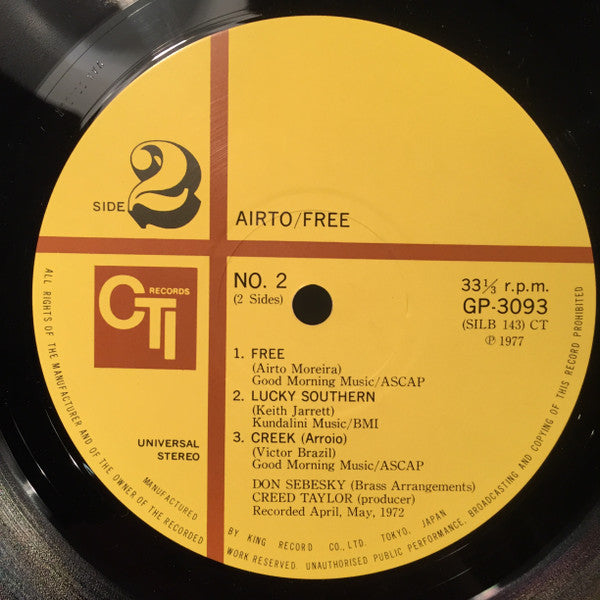 SIDE 2
AIRTO/FREE
CTI RECORDS
NO. 2
(2 Sides)
33⅓ r.p.m.
GP-3093
(SILB 143) CT
℗ 1977
1. FREE
(Airto Moreira)
Good Morning Music/ASCAP
2. LUCKY SOUTHERN
(Keith Jarrett)
Kundalini Music/BMI
3. CREEK (Arroio)
(Victor Brazil)
Good Morning Music/ASCAP
DON SEBESKY (Brass Arrangements)
CREED TAYLOR (producer)
Recorded April, May, 1972
UNIVERSAL
STEREO
MANUFACTURED BY KING RECORD CO., LTD. TOKYO, JAPAN
ALL RIGHTS OF THE MANUFACTURER AND OF THE OWNER OF THE RECORDED WORK RESERVED. UNAUTHORISED PUBLIC PERFORMANCE, BROADCASTING AND COPYING OF THIS RECORD PROHIBITED